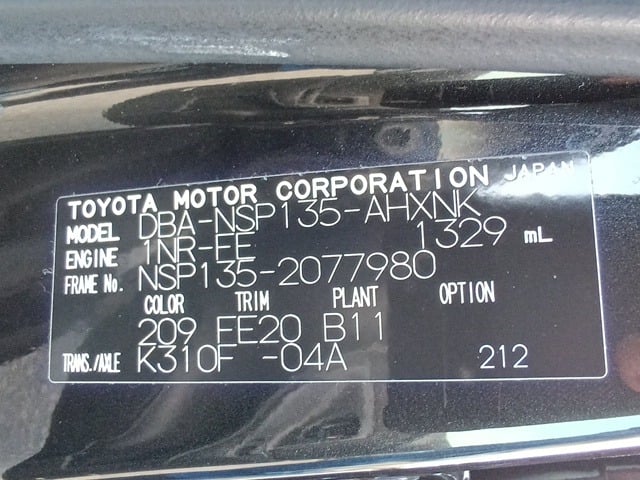 TOYOTA MOTOR CORPORATION JAPAN
MODEL DBA-NSP135-AHXNK
ENGINE 1NR-EE 1329 mL
FRAME No. NSP135-2077980
COLOR TRIM PLANT OPTION
209 FE20 B11
TRANS./AXLE K310F -04A 212